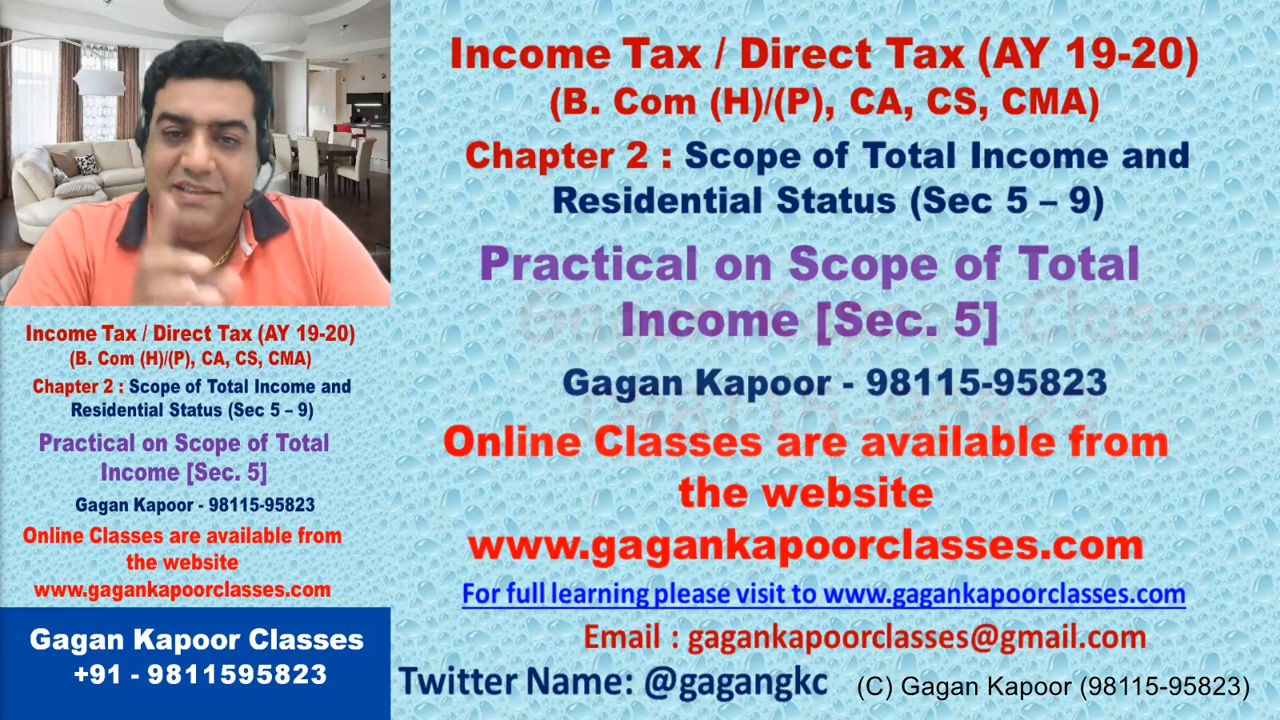 Income Tax / Direct Tax (AY 19-20)
(B. Com (H)/(P), CA, CS, CMA)
Chapter 2 : Scope of Total Income and
Residential Status (Sec 5 – 9)
Practical on Scope of Total
Income [Sec. 5]
Gagan Kapoor - 98115-95823
Online Classes are available from
the website
www.gagankapoorclasses.com
For full learning please visit to www.gagankapoorclasses.com
Email : gagankapoorclasses@gmail.com
Twitter Name: @gagangkc
(C) Gagan Kapoor (98115-95823)
Income Tax / Direct Tax (AY 19-20)
(B. Com (H)/(P), CA, CS, CMA)
Chapter 2 : Scope of Total Income and
Residential Status (Sec 5 – 9)
Practical on Scope of Total
Income [Sec. 5]
Gagan Kapoor - 98115-95823
Online Classes are available from
the website
www.gagankapoorclasses.com
Gagan Kapoor Classes
+91 - 9811595823